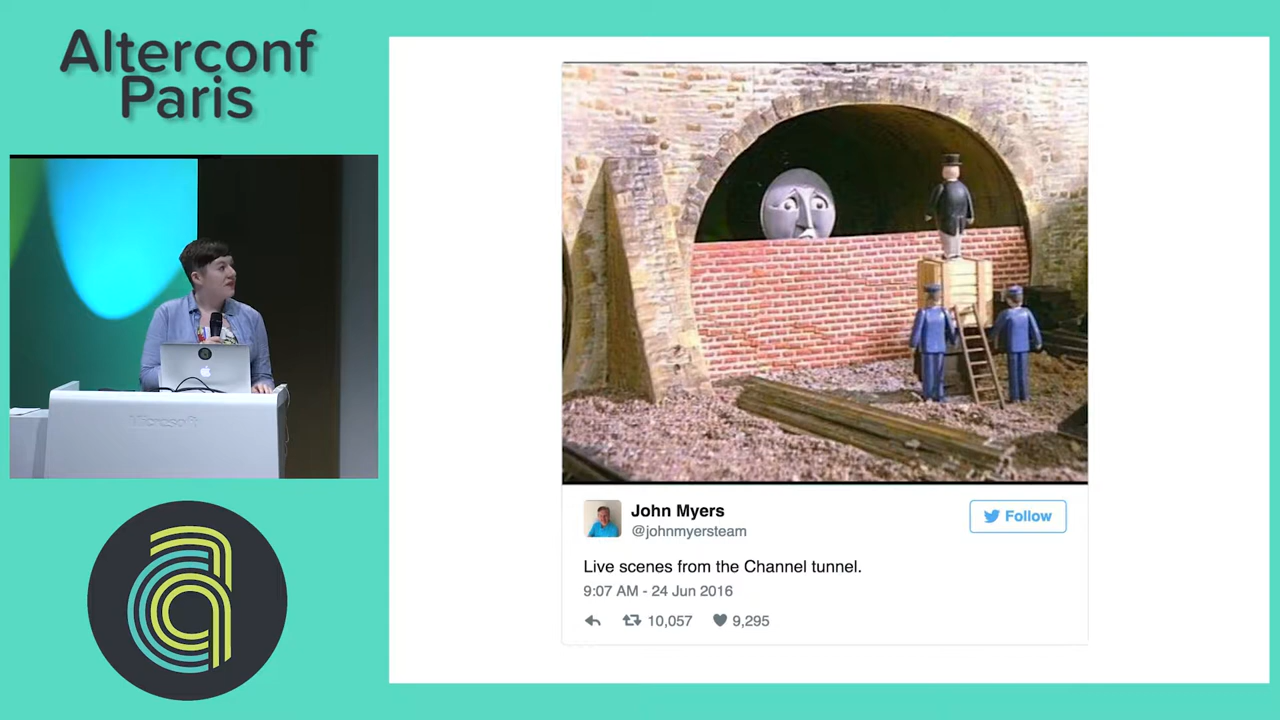 Alterconf
Paris
Microsoft
John Myers
@johnmyersteam
Follow
Live scenes from the Channel tunnel.
9:07 AM - 24 Jun 2016
10,057
9,295